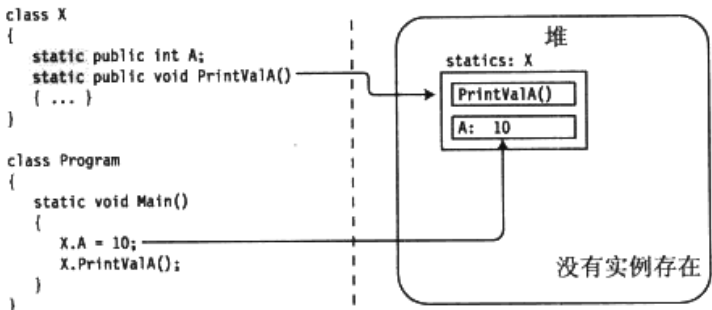 class X
{
static public int A;
static public void PrintValA()
{ ... }
}
class Program
{
static void Main()
{
X.A = 10;
X.PrintValA();
}
}
堆
statics: X
PrintValA()
A: 10
没有实例存在